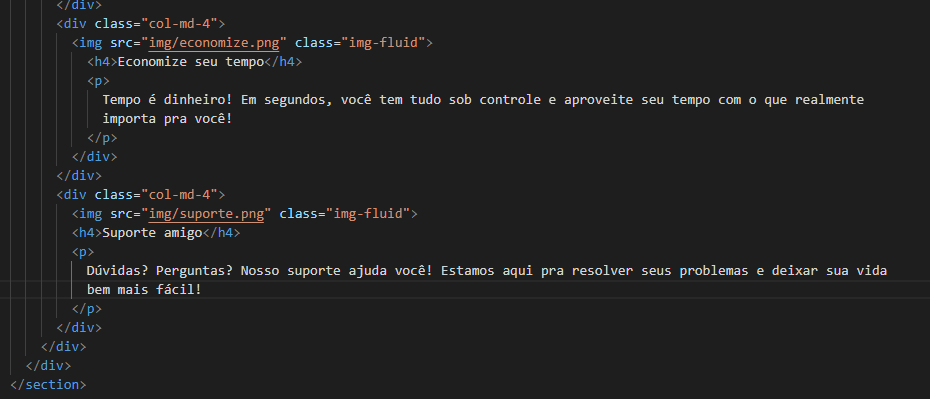 </div>
<div class="col-md-4">
<img src="img/economize.png" class="img-fluid">
<h4>Economize seu tempo</h4>
<p>
Tempo é dinheiro! Em segundos, você tem tudo sob controle e aproveite seu tempo com o que realmente
importa pra você!
</p>
</div>
</div>
<div class="col-md-4">
<img src="img/suporte.png" class="img-fluid">
<h4>Suporte amigo</h4>
<p>
Dúvidas? Perguntas? Nosso suporte ajuda você! Estamos aqui pra resolver seus problemas e deixar sua vida
bem mais fácil!
</p>
</div>
</div>
</div>
</section>